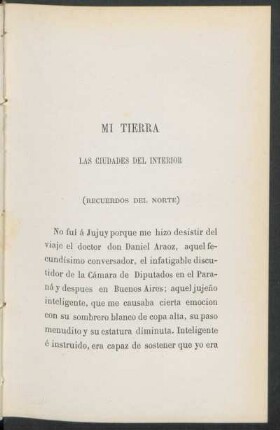 MI TIERRA
LAS CIUDADES DEL INTERIOR
(RECUERDOS DEL NORTE)
No fuí á Jujuy porque me hizo desistir del
viaje el doctor don Daniel Araoz, aquel fe-
cundísimo conversador, el infatigable discu-
tidor de la Cámara de Diputados en el Para-
ná y despues en Buenos Aires; aquel jujeño
inteligente, que me causaba cierta emocion
con su sombrero blanco de copa alta, su paso
menudito y su estatura diminuta. Inteligente
é instruido, era capaz de sostener que yo era